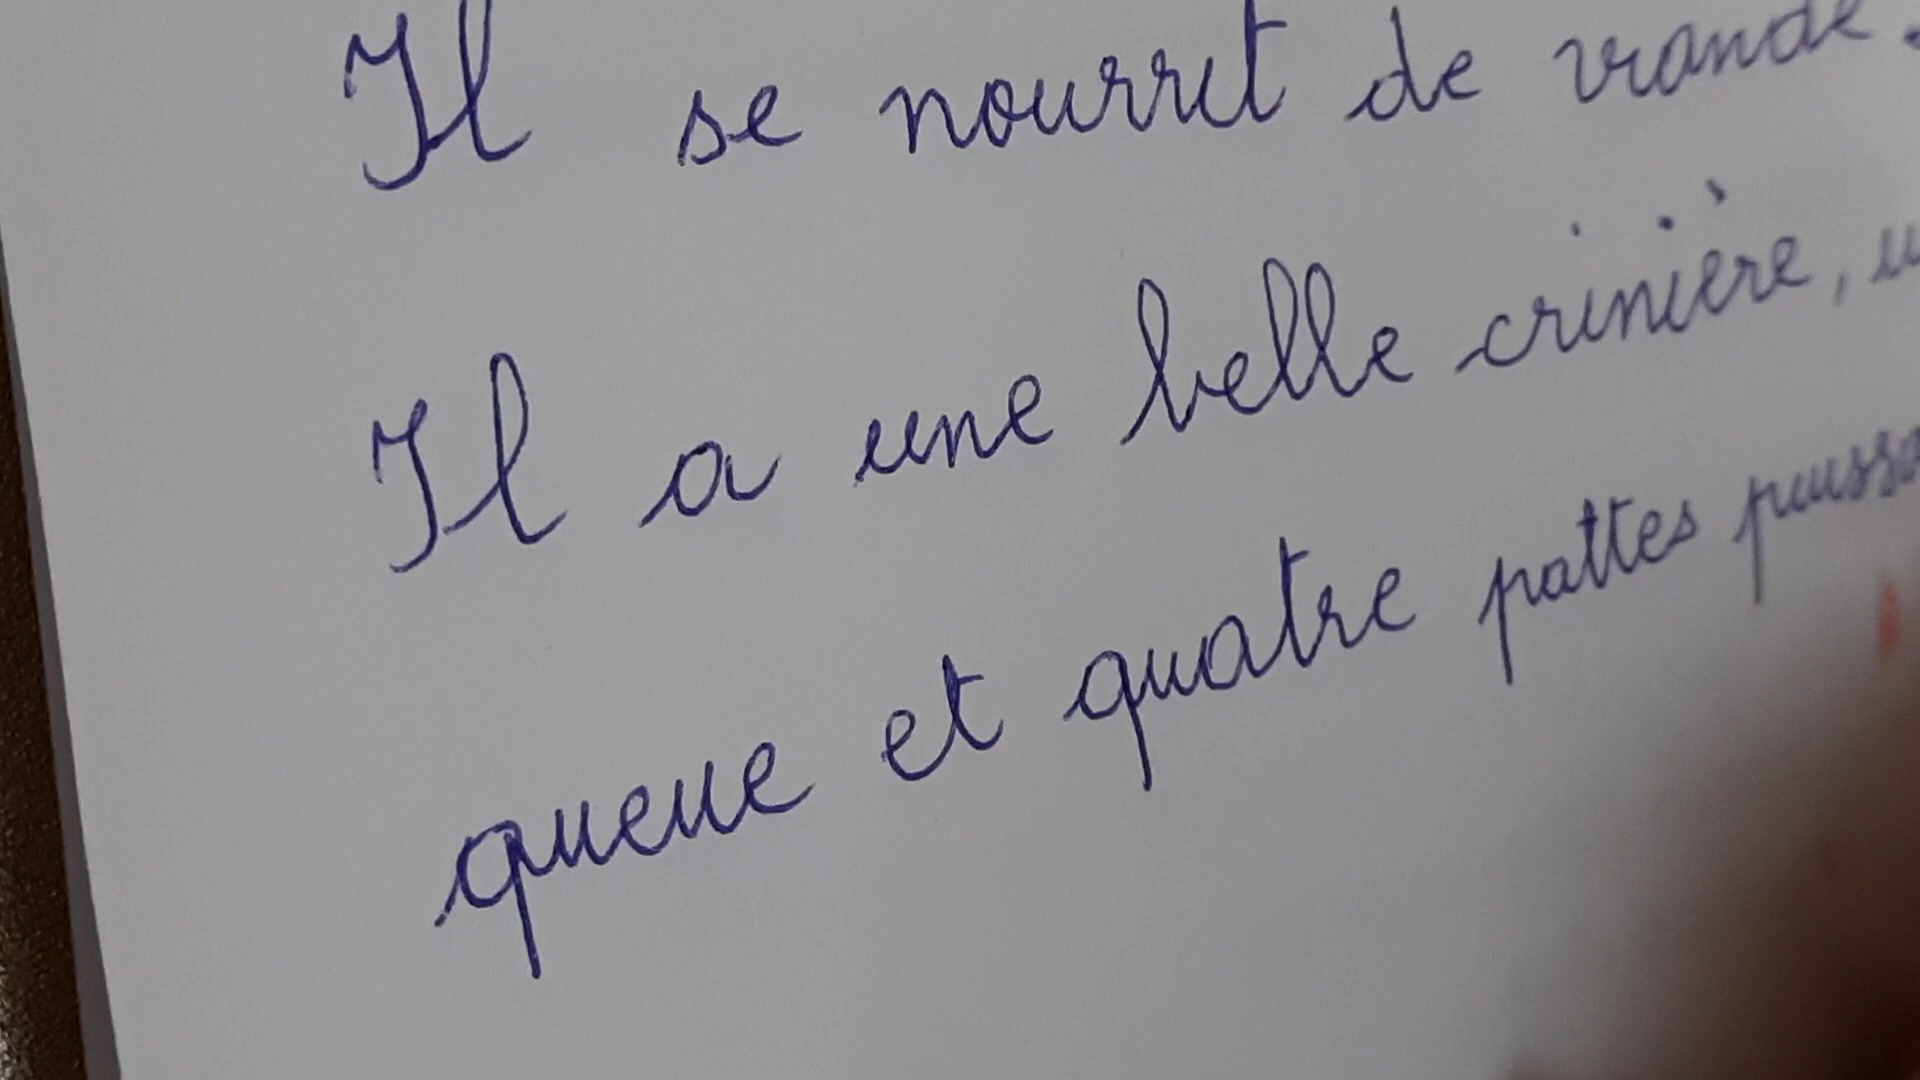 Il se nourrit de viande.
Il a une belle crinière,
queue et quatre pattes